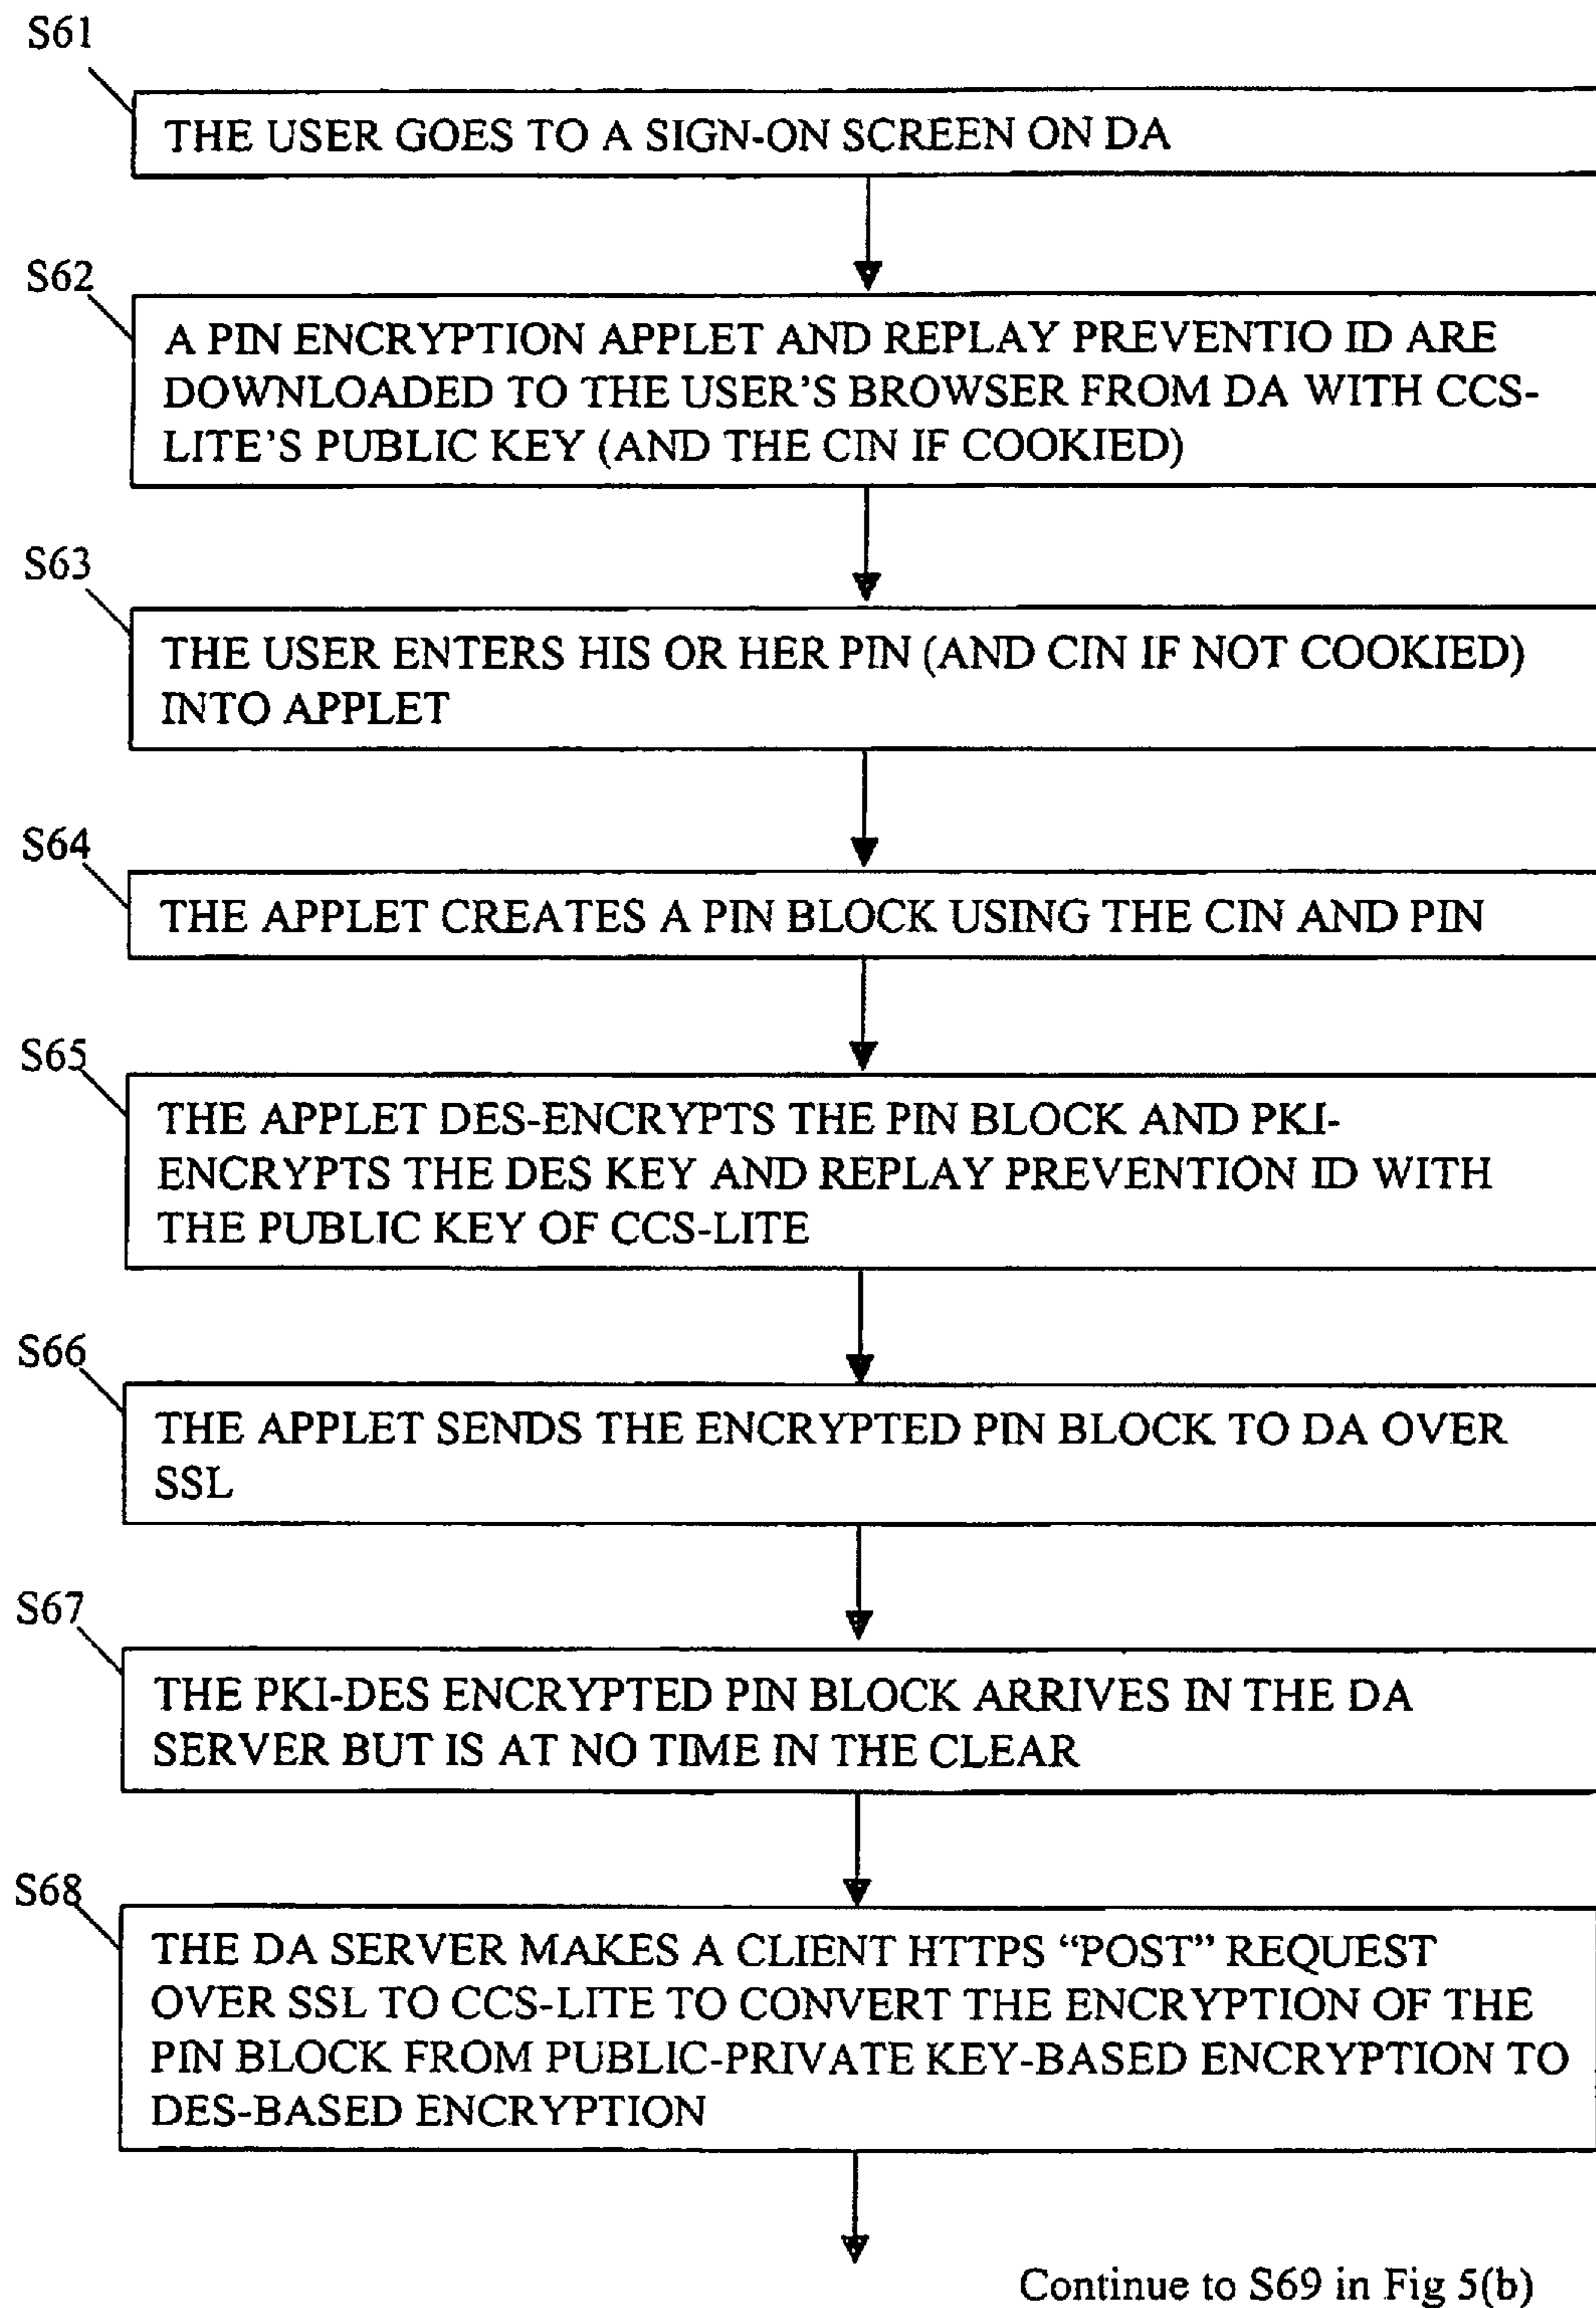 S61
THE USER GOES TO A SIGN-ON SCREEN ON DA
S62
A PIN ENCRYPTION APPLET AND REPLAY PREVENTIO ID ARE
DOWNLOADED TO THE USER'S BROWSER FROM DA WITH CCS-
LITE'S PUBLIC KEY (AND THE CIN IF COOKIED)
S63
THE USER ENTERS HIS OR HER PIN (AND CIN IF NOT COOKIED)
INTO APPLET
S64
THE APPLET CREATES A PIN BLOCK USING THE CIN AND PIN
S65
THE APPLET DES-ENCRYPTS THE PIN BLOCK AND PKI-
ENCRYPTS THE DES KEY AND REPLAY PREVENTION ID WITH
THE PUBLIC KEY OF CCS-LITE
S66
THE APPLET SENDS THE ENCRYPTED PIN BLOCK TO DA OVER
SSL
S67
THE PKI-DES ENCRYPTED PIN BLOCK ARRIVES IN THE DA
SERVER BUT IS AT NO TIME IN THE CLEAR
S68
THE DA SERVER MAKES A CLIENT HTTPS “POST” REQUEST
OVER SSL TO CCS-LITE TO CONVERT THE ENCRYPTION OF THE
PIN BLOCK FROM PUBLIC-PRIVATE KEY-BASED ENCRYPTION TO
DES-BASED ENCRYPTION
Continue to S69 in Fig 5(b)